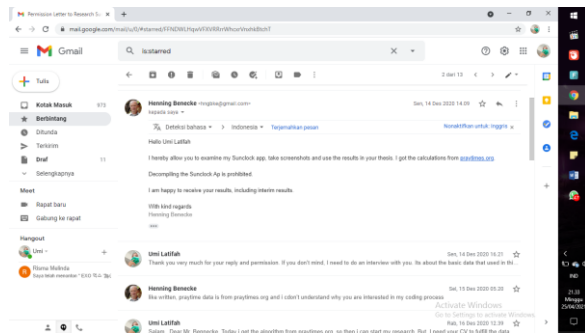 Permission Letter to Research Su
mail.google.com/mail/u/0/#starred/FFNDWLHqwVFXVRRrnWhcxrVnxhkBtohT
Gmail
is:starred
Tulis
2 dari 13
Kotak Masuk 973
Berbintang
Ditunda
Terkirim
Draf 11
Selengkapnya
Meet
Rapat baru
Gabung ke rapat
Hangout
Umi
Risma Melinda
Henning Benecke
Sen, 14 Des 2020 14.09
kepada saya
Deteksi bahasa > Indonesia Terjemahkan pesan
Nonaktifkan untuk: Inggris x
Hello Umi Latifah
I hereby allow you to examine my Sunclock app, take screenshots and use the results in your thesis. I got the calculations from praytimes.org
Decompiling the Sunclock Ap is prohibited.
I am happy to receive your results, including interim results.
With kind regards
Henning Benecke
Umi Latifah Sen, 14 Des 2020 16.21
Thank you very much for your reply and permission. If you don't mind, I need to do an interview with you. Its about the basic data that used in thi...
Henning Benecke Sel, 15 Des 2020 03.20
like written, praytime data is from praytimes.org and I don't understand why you are interested in my coding process
Umi Latifah Rab, 16 Des 2020 12.39
Salam, Dear Mr. Bennecke, Today i get the algorithm from praytimes.org, so then i can start my research. But, I need your CV to fulfill the data
Activate Windows
Go to Settings to activate Windows
IND
21.33
Minggu
25/04/2021